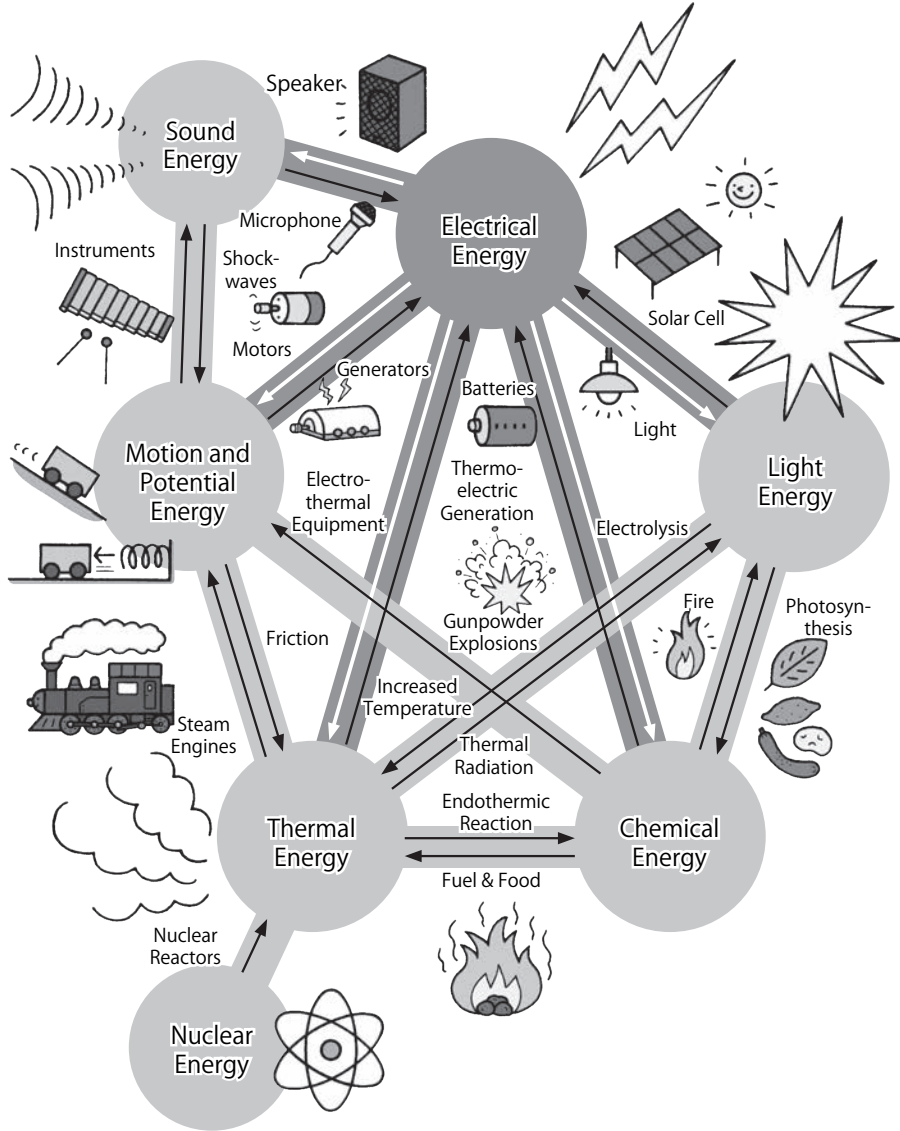 Speaker
Sound
Energy
Electrical
Energy
Microphone
Instruments
Shock-
waves
Solar Cell
Motors
Generators
Batteries
Light
Motion and
Potential
Energy
Light
Energy
Electro-
thermal
Equipment
Thermo-
electric
Generation
Electrolysis
Gunpowder
Explosions
Fire
Photosyn-
thesis
Friction
Increased
Temperature
Steam
Engines
Thermal
Radiation
Endothermic
Reaction
Thermal
Energy
Chemical
Energy
Fuel & Food
Nuclear
Reactors
Nuclear
Energy